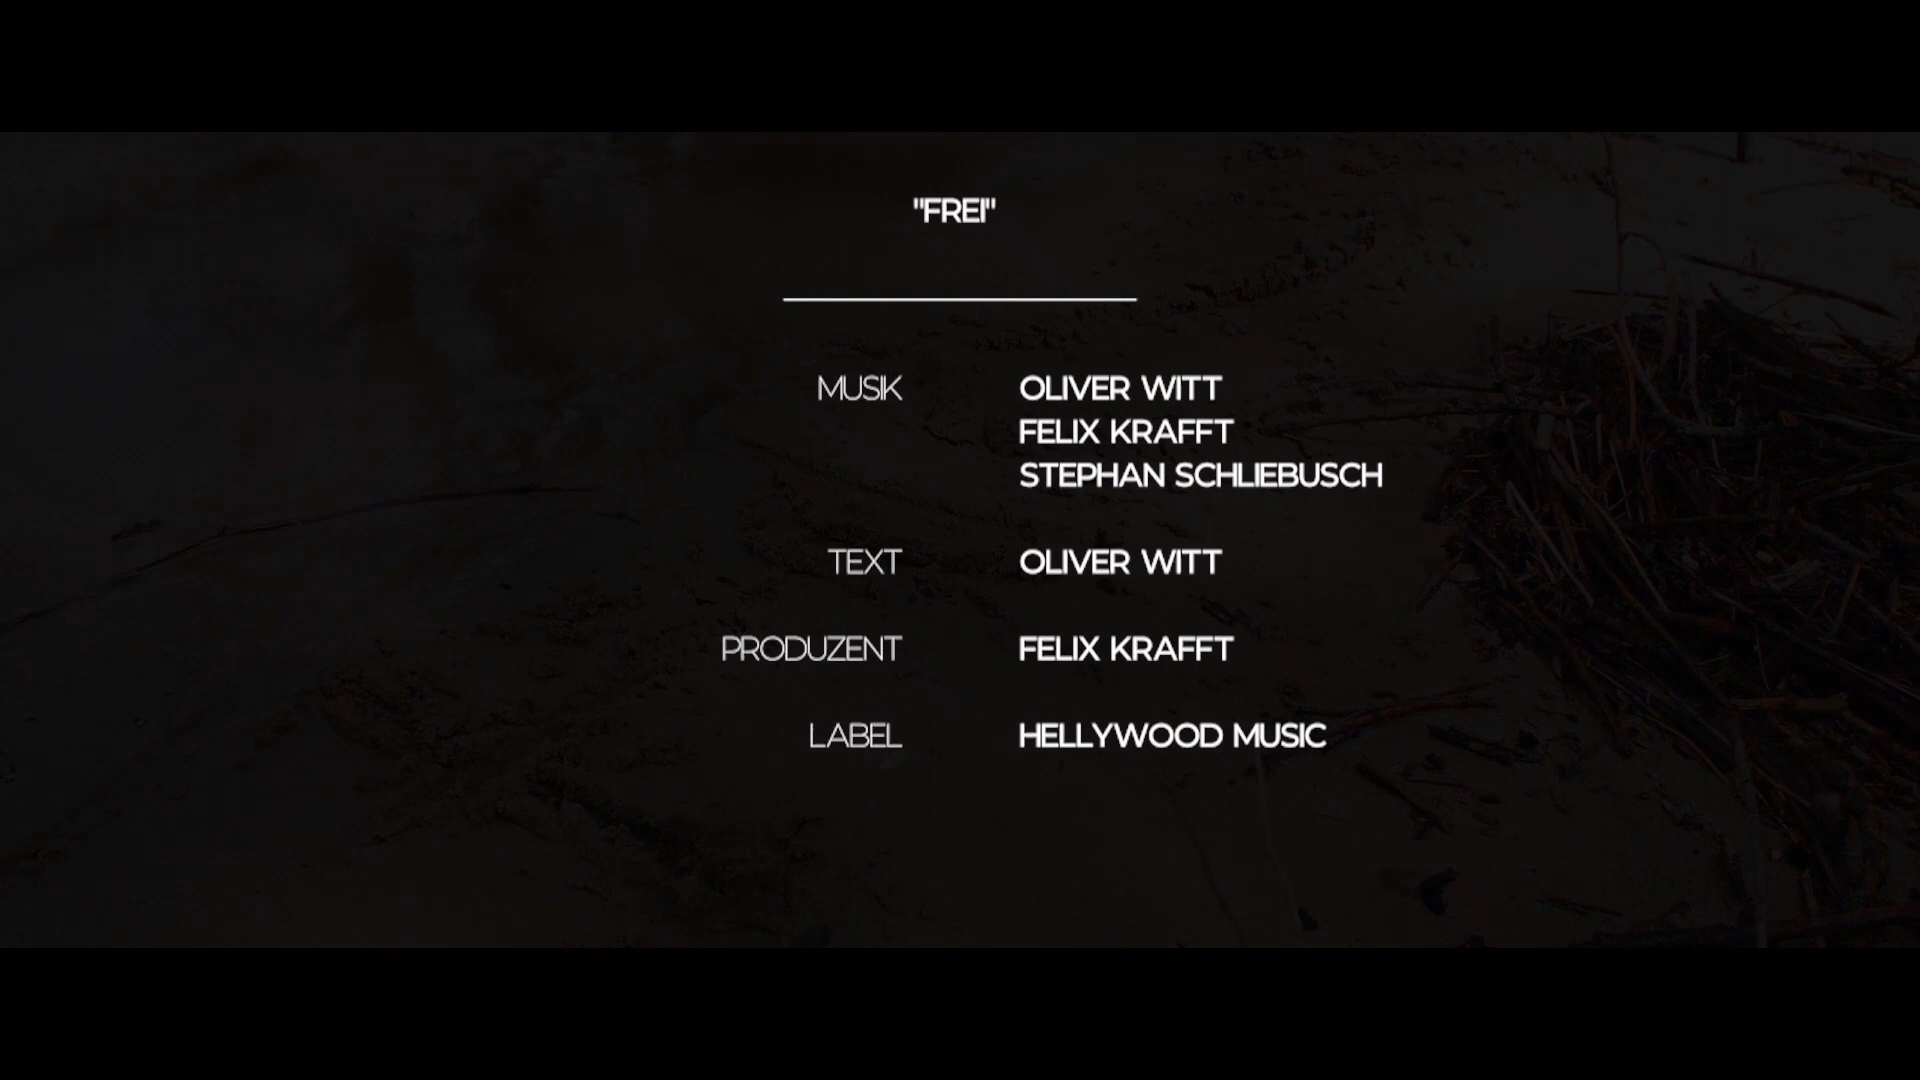 "FREI"
MUSIK OLIVER WITT
FELIX KRAFFT
STEPHAN SCHLIEBUSCH
TEXT OLIVER WITT
PRODUZENT FELIX KRAFFT
LABEL HELLYWOOD MUSIC